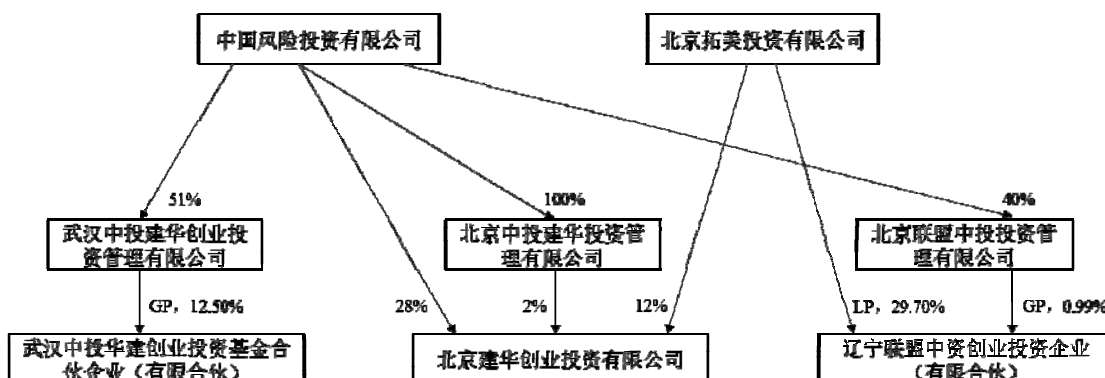 中国风险投资有限公司
北京拓美投资有限公司
51%
100%
40%
武汉中投建华创业投
资管理有限公司
北京中投建华投资管
理有限公司
北京联盟中投投资管
理有限公司
GP，12.50%
28%
2%
12%
LP，29.70%
GP，0.99%
武汉中投华建创业投资基金合
伙企业（有限合伙）
北京建华创业投资有限公司
辽宁联盟中资创业投资企业
（有限合伙）